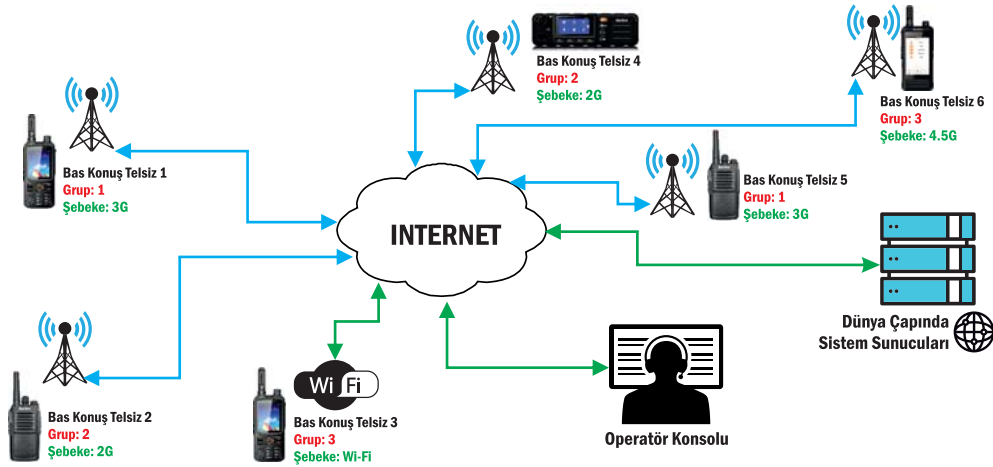 Bas Konuş Telsiz 4
Grup: 2
Şebeke: 2G
Bas Konuş Telsiz 6
Grup: 3
Şebeke: 4.5G
Bas Konuş Telsiz 1
Grup: 1
Şebeke: 3G
Bas Konuş Telsiz 5
Grup: 1
Şebeke: 3G
INTERNET
Dünya Çapında
Sistem Sunucuları
Bas Konuş Telsiz 2
Grup: 2
Şebeke: 2G
Wi Fi
Bas Konuş Telsiz 3
Grup: 3
Şebeke: Wi-Fi
Operatör Konsolu